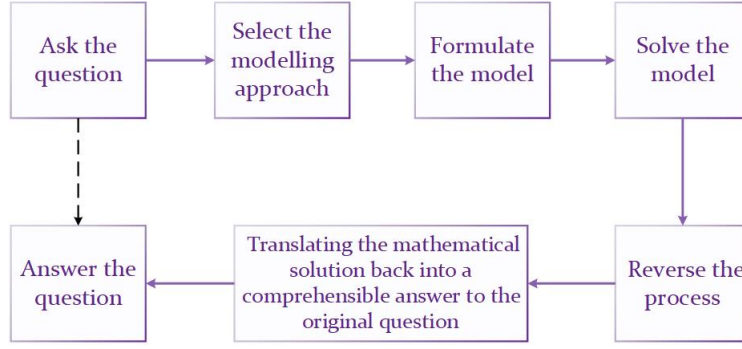 Ask the
question
Select the
modelling
approach
Formulate
the model
Solve the
model
Answer the
question
Translating the mathematical
solution back into a
comprehensible answer to the
original question
Reverse the
process